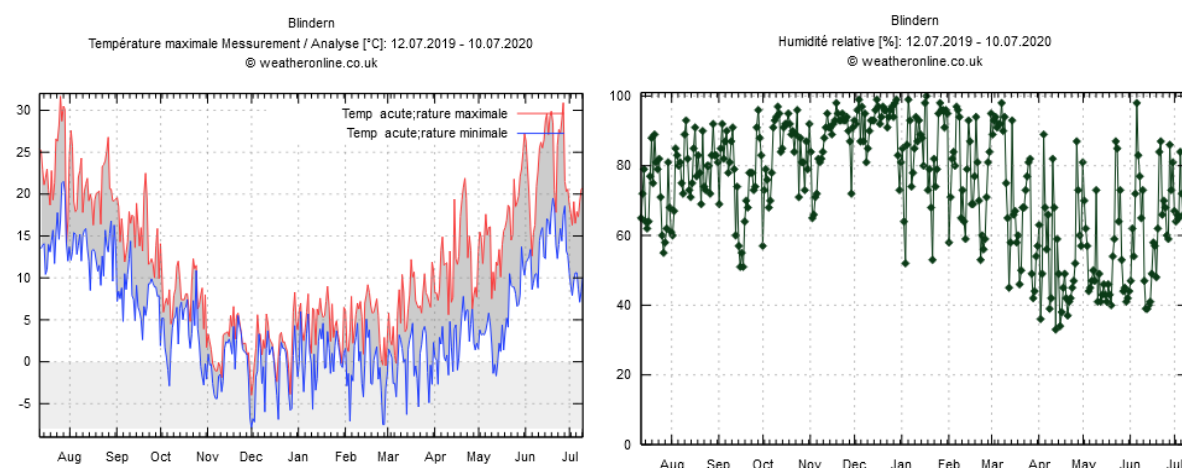 Blindern
Température maximale Messurement / Analyse [°C]: 12.07.2019 - 10.07.2020
© weatheronline.co.uk
Temp acute;rature maximale
Temp acute;rature minimale
30
25
20
15
10
5
0
-5
Aug Sep Oct Nov Dec Jan Feb Mar Apr May Jun Jul
Blindern
Humidité relative [%]: 12.07.2019 - 10.07.2020
© weatheronline.co.uk
100
80
60
40
20
0
Aug Sep Oct Nov Dec Jan Feb Mar Apr May Jun Jul